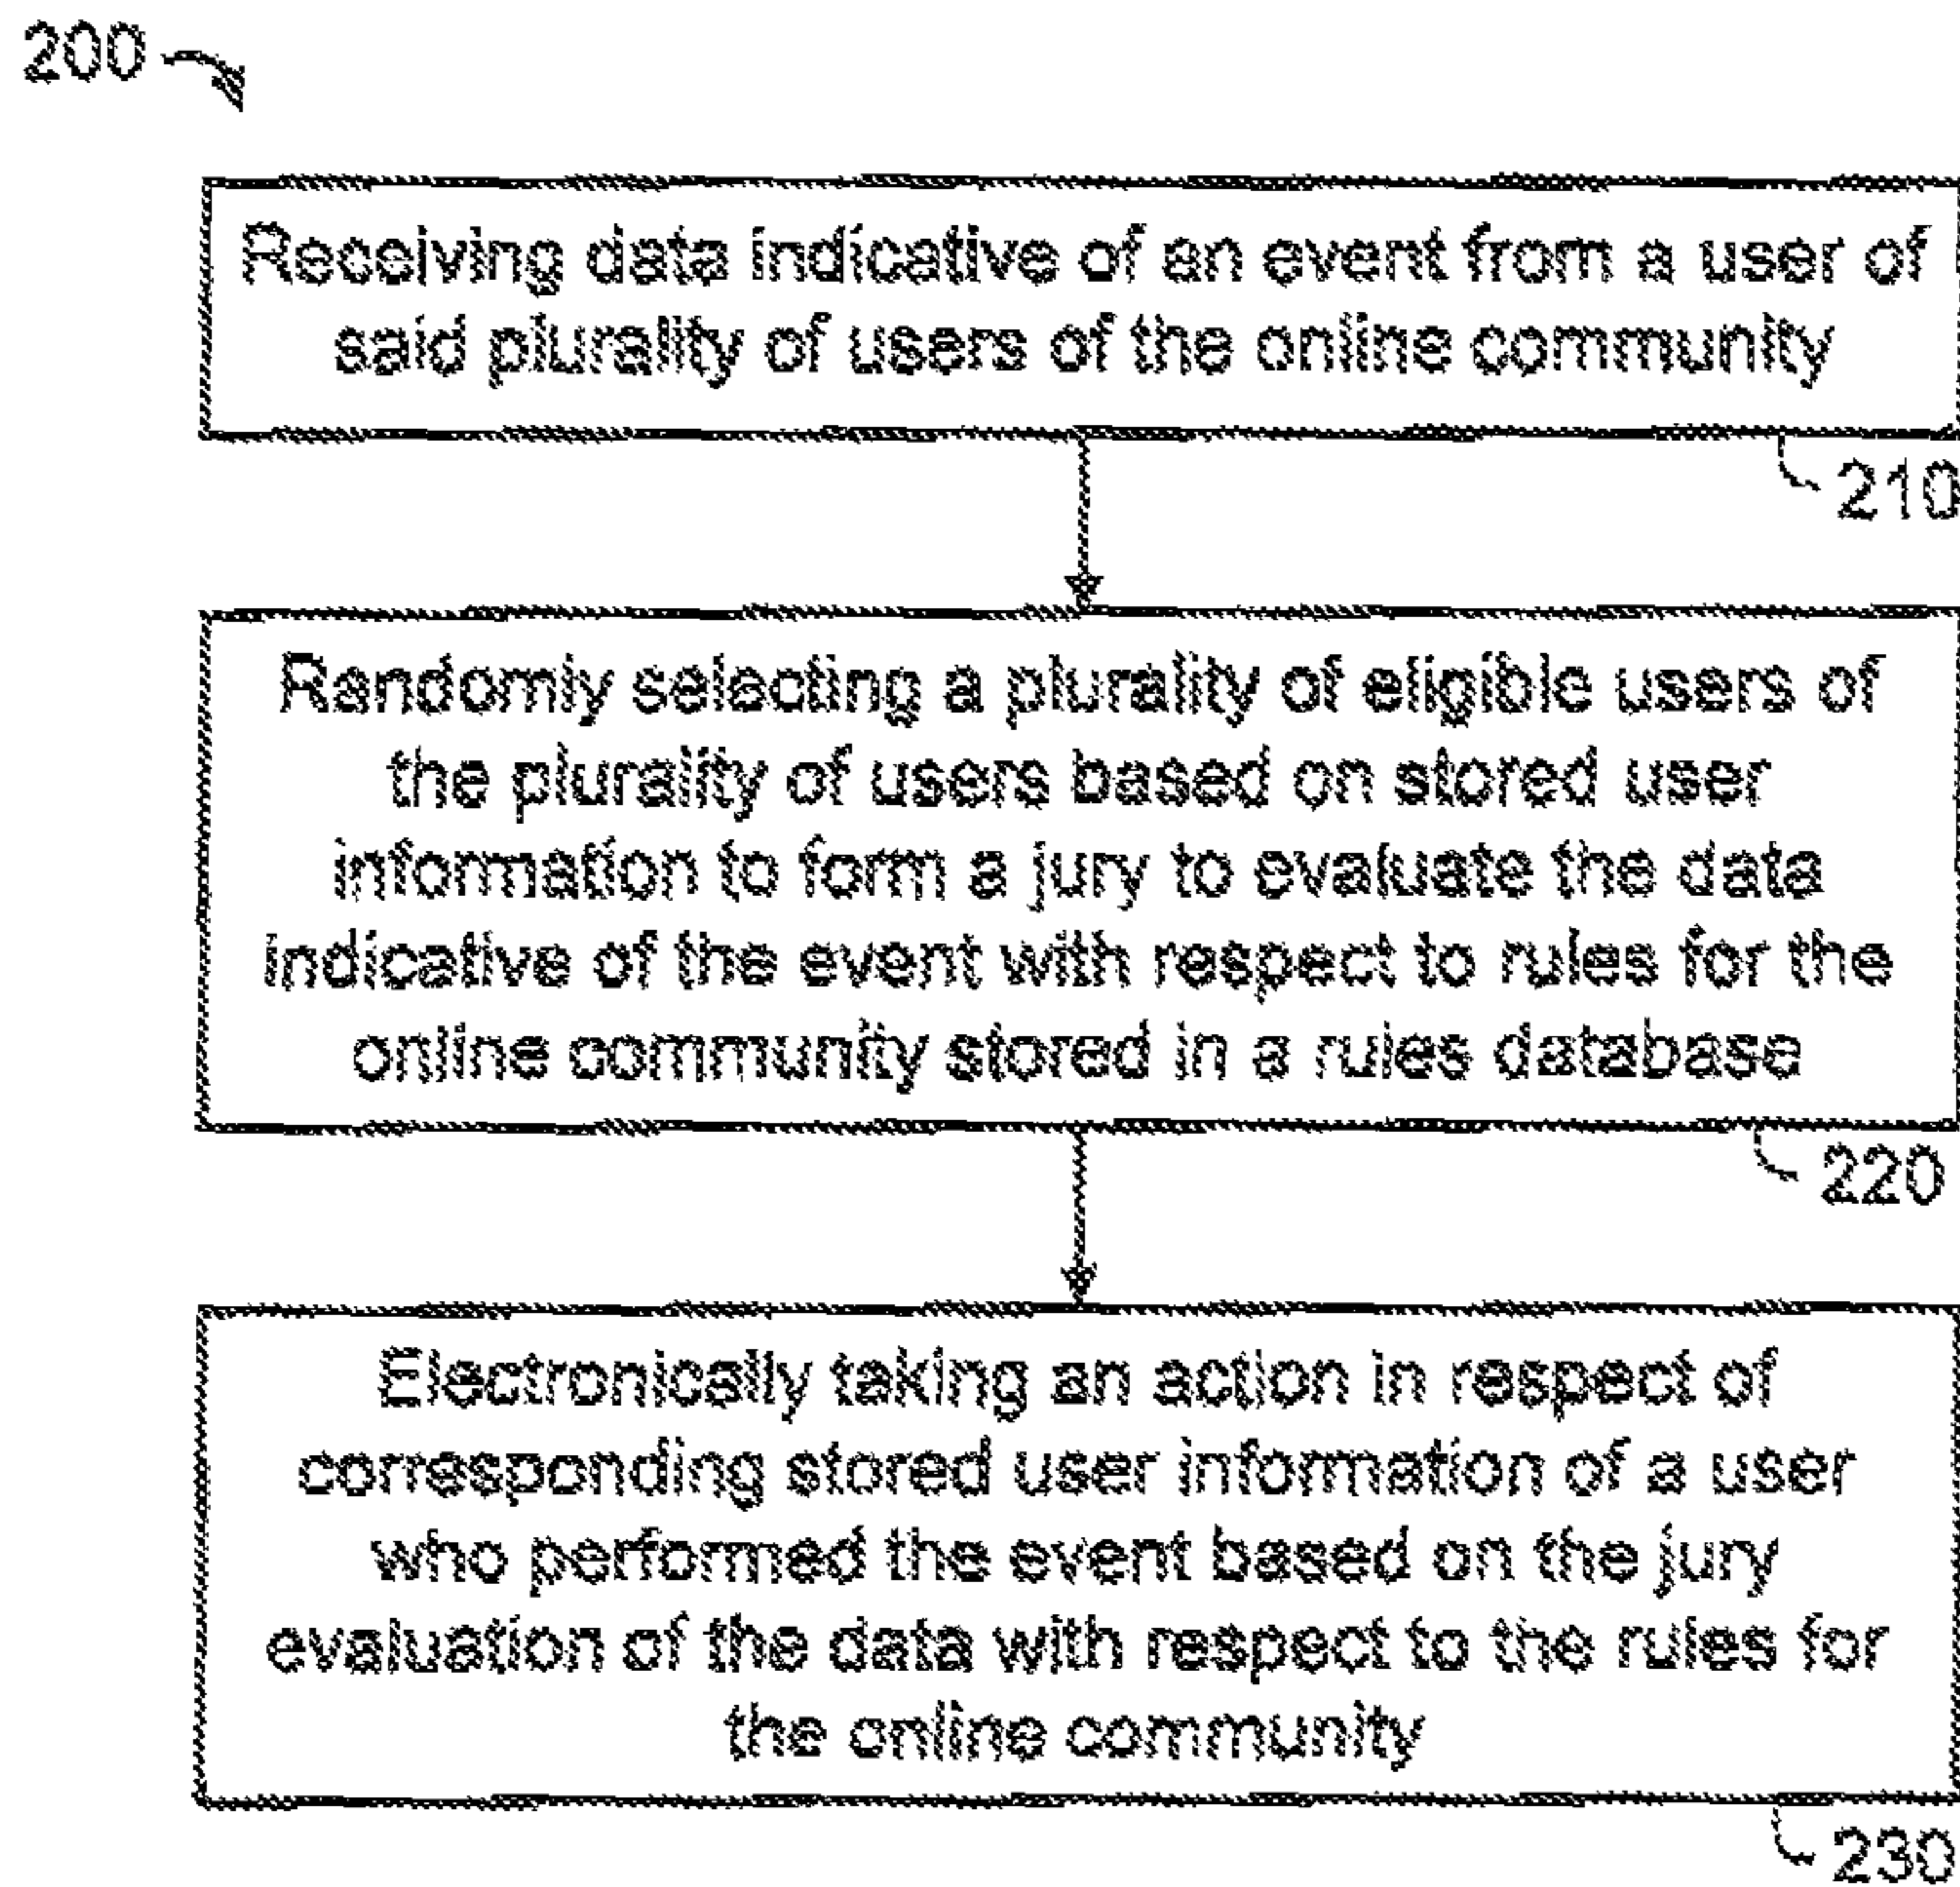 200
Receiving data indicative of an event from a user of
said plurality of users of the online community
210
Randomly selecting a plurality of eligible users of
the plurality of users based on stored user
information to form a jury to evaluate the data
indicative of the event with respect to rules for the
online community stored in a rules database
220
Electronically taking an action in respect of
corresponding stored user information of a user
who performed the event based on the jury
evaluation of the data with respect to the rules for
the online community
230